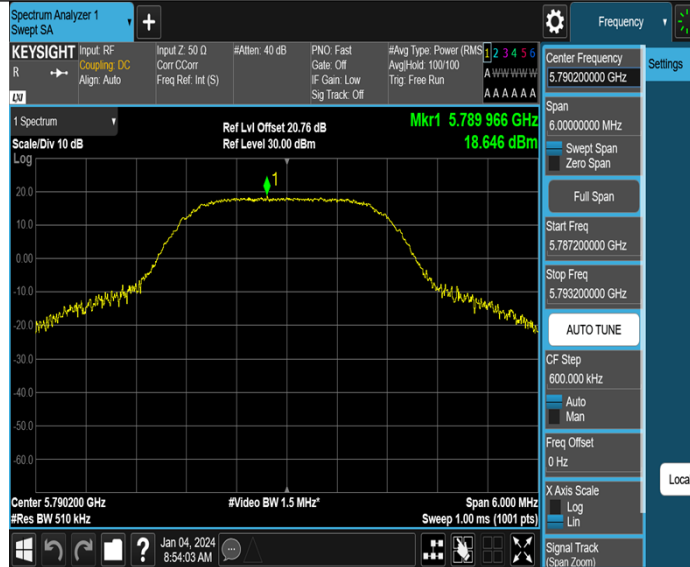 Spectrum Analyzer 1
Swept SA
Frequency
KEYSIGHT
R
LXI
Input: RF
Coupling: DC
Align: Auto
Input Z: 50 Ω
Corr CCorr
Freq Ref: Int (S)
#Atten: 40 dB
PNO: Fast
Gate: Off
IF Gain: Low
Sig Track: Off
#Avg Type: Power (RMS
Avg|Hold: 100/100
Trig: Free Run
1 2 3 4 5 6
A W W W W W
A A A A A A
Center Frequency
5.790200000 GHz
Settings
Span
6.00000000 MHz
Swept Span
Zero Span
Full Span
Start Freq
5.787200000 GHz
Stop Freq
5.793200000 GHz
AUTO TUNE
CF Step
600.000 kHz
Auto
Man
Freq Offset
0 Hz
X Axis Scale
Log
Lin
Loca
Signal Track
(Span Zoom)
1 Spectrum
Scale/Div 10 dB
Log
Ref Lvl Offset 20.76 dB
Ref Level 30.00 dBm
Mkr1 5.789 966 GHz
18.646 dBm
1
20.0
10.0
0.00
-10.0
-20.0
-30.0
-40.0
-50.0
-60.0
Center 5.790200 GHz
#Res BW 510 kHz
#Video BW 1.5 MHz*
Span 6.000 MHz
Sweep 1.00 ms (1001 pts)
?
Jan 04, 2024
8:54:03 AM